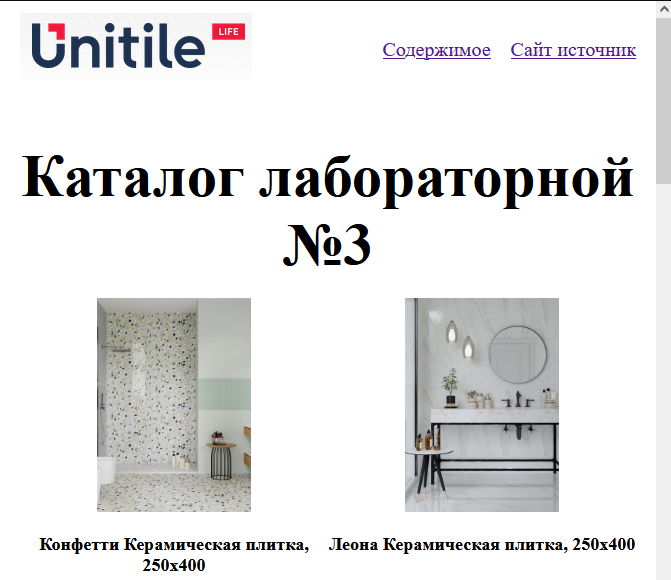 Unitile LIFE
Содержимое Сайт источник
Каталог лабораторной
№3
Конфетти Керамическая плитка,
250х400
Леона Керамическая плитка, 250х400